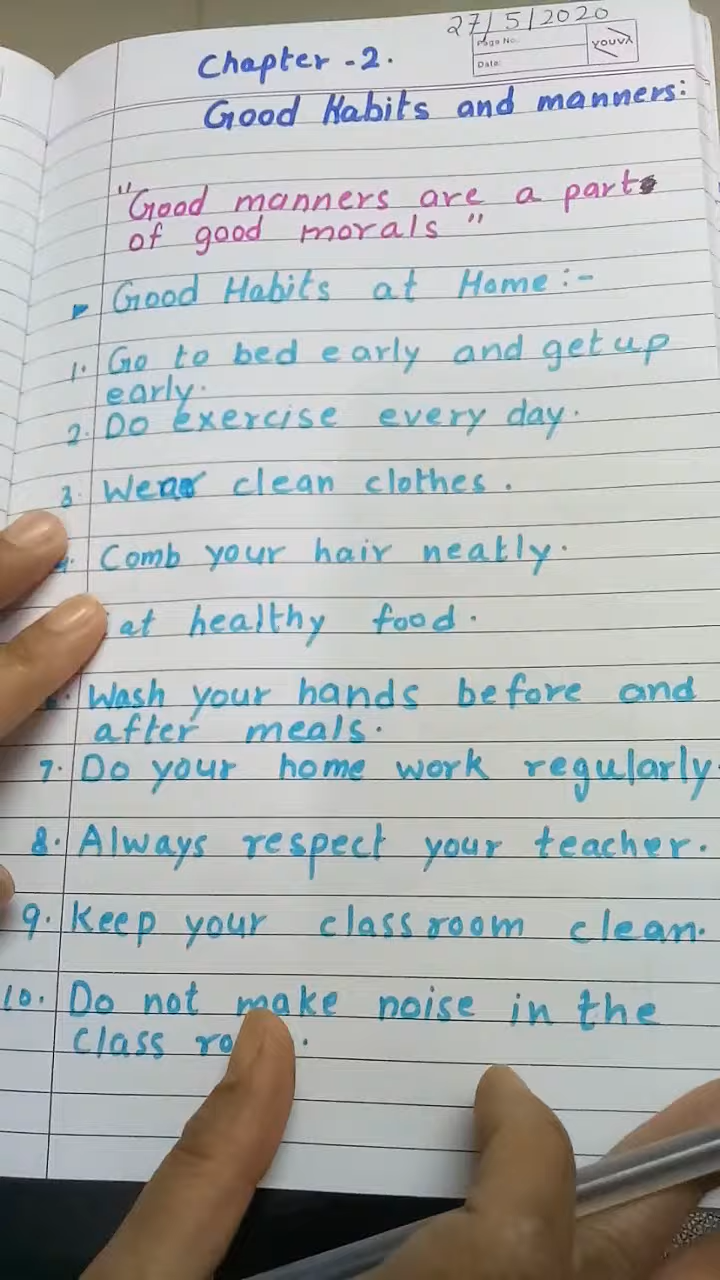 27/5/2020
Page No.
YOUVA
Date:
Chapter -2.
Good Habits and manners:
"Good manners are a part
of good morals"
Good Habits at Home:-
1. Go to bed early and get up
early.
2. Do exercise every day.
3. Wear clean clothes.
4. Comb your hair neatly.
at healthy food.
Wash your hands before and
after meals.
7. Do your home work regularly.
8. Always respect your teacher.
9. Keep your class room clean.
10. Do not make noise in the
class ro